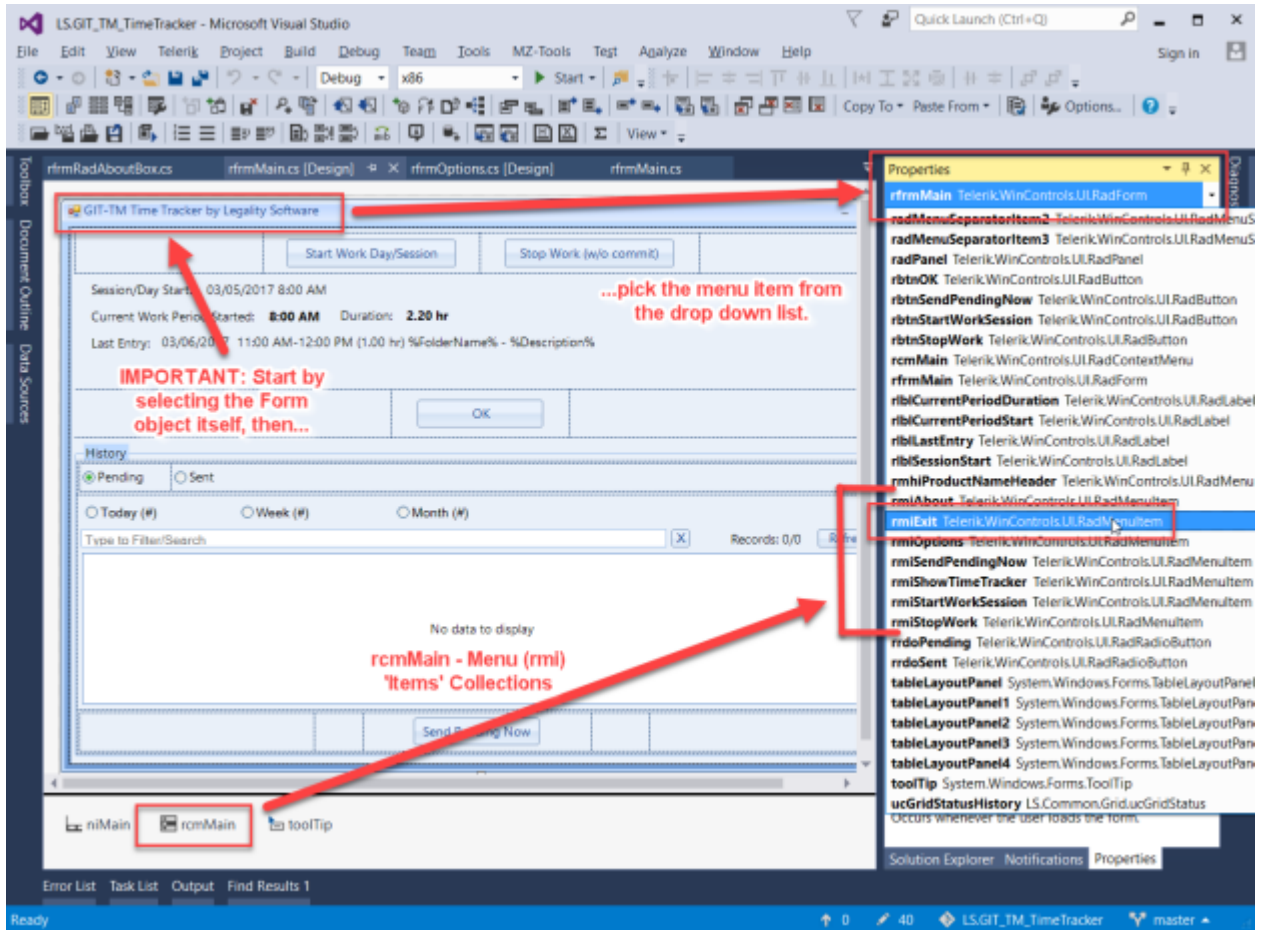 LS.GIT_TM_TimeTracker - Microsoft Visual Studio
Quick Launch (Ctrl+Q)
File Edit View Telerik Project Build Debug Team Tools MZ-Tools Test Analyze Window Help
Sign in
Debug x86 Start
Copy To Paste From Options..
View
Toolbox
Document Outline
Data Sources
rfrmRadAboutBox.cs rfrmMain.cs [Design] rfrmOptions.cs [Design] rfrmMain.cs
GIT-TM Time Tracker by Legality Software
Start Work Day/Session Stop Work (w/o commit)
Session/Day Start: 03/05/2017 8:00 AM
...pick the menu item from
the drop down list.
Current Work Period Started: 8:00 AM Duration: 2.20 hr
Last Entry: 03/06/2017 11:00 AM-12:00 PM (1.00 hr) %FolderName% - %Description%
IMPORTANT: Start by
selecting the Form
object itself, then...
OK
History
Pending Sent
Today (#) Week (#) Month (#)
Type to Filter/Search X Records: 0/0 Refre
No data to display
rcmMain - Menu (rmi)
'Items' Collections
Send Pending Now
niMain rcmMain toolTip
Properties
rfrmMain Telerik.WinControls.UI.RadForm
radMenuSeparatorItem2 Telerik.WinControls.UI.RadMenuS
radMenuSeparatorItem3 Telerik.WinControls.UI.RadMenuS
radPanel Telerik.WinControls.UI.RadPanel
rbtnOK Telerik.WinControls.UI.RadButton
rbtnSendPendingNow Telerik.WinControls.UI.RadButton
rbtnStartWorkSession Telerik.WinControls.UI.RadButton
rbtnStopWork Telerik.WinControls.UI.RadButton
rcmMain Telerik.WinControls.UI.RadContextMenu
rfrmMain Telerik.WinControls.UI.RadForm
rlblCurrentPeriodDuration Telerik.WinControls.UI.RadLabel
rlblCurrentPeriodStart Telerik.WinControls.UI.RadLabel
rlblLastEntry Telerik.WinControls.UI.RadLabel
rlblSessionStart Telerik.WinControls.UI.RadLabel
rmhiProductNameHeader Telerik.WinControls.UI.RadMenu
rmiAbout Telerik.WinControls.UI.RadMenuItem
rmiExit Telerik.WinControls.UI.RadMenuItem
rmiOptions Telerik.WinControls.UI.RadMenuItem
rmiSendPendingNow Telerik.WinControls.UI.RadMenuItem
rmiShowTimeTracker Telerik.WinControls.UI.RadMenuItem
rmiStartWorkSession Telerik.WinControls.UI.RadMenuItem
rmiStopWork Telerik.WinControls.UI.RadMenuItem
rrdoPending Telerik.WinControls.UI.RadRadioButton
rrdoSent Telerik.WinControls.UI.RadRadioButton
tableLayoutPanel System.Windows.Forms.TableLayoutPanel
tableLayoutPanel1 System.Windows.Forms.TableLayoutPan
tableLayoutPanel2 System.Windows.Forms.TableLayoutPan
tableLayoutPanel3 System.Windows.Forms.TableLayoutPan
tableLayoutPanel4 System.Windows.Forms.TableLayoutPan
toolTip System.Windows.Forms.ToolTip
ucGridStatusHistory LS.Common.Grid.ucGridStatus
Occurs whenever the user loads the form.
Solution Explorer Notifications Properties
Diagnos
Error List Task List Output Find Results 1
Ready
0 40 LS.GIT_TM_TimeTracker master